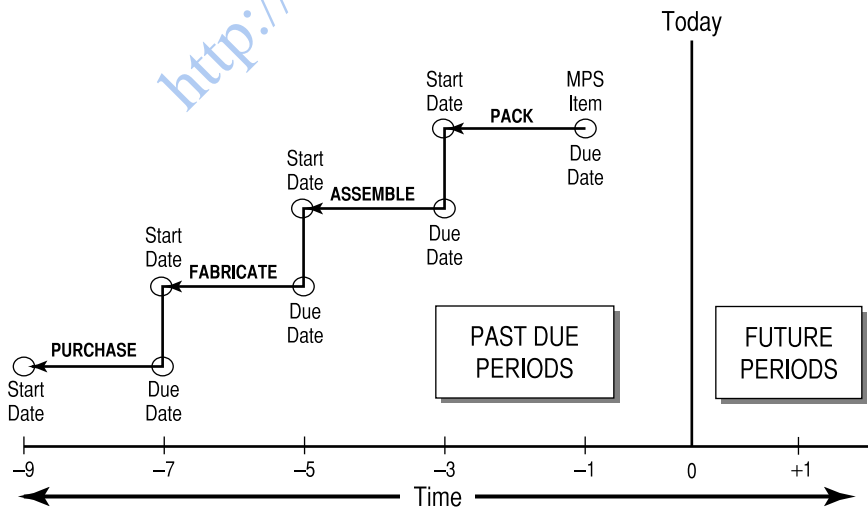 http://
Today
Start
Date
MPS
Item
PACK
Start
Date
Due
Date
ASSEMBLE
Start
Date
Due
Date
FABRICATE
Due
Date
PURCHASE
Start
Date
Due
Date
PAST DUE
PERIODS
FUTURE
PERIODS
–9 –7 –5 –3 –1 0 +1
Time